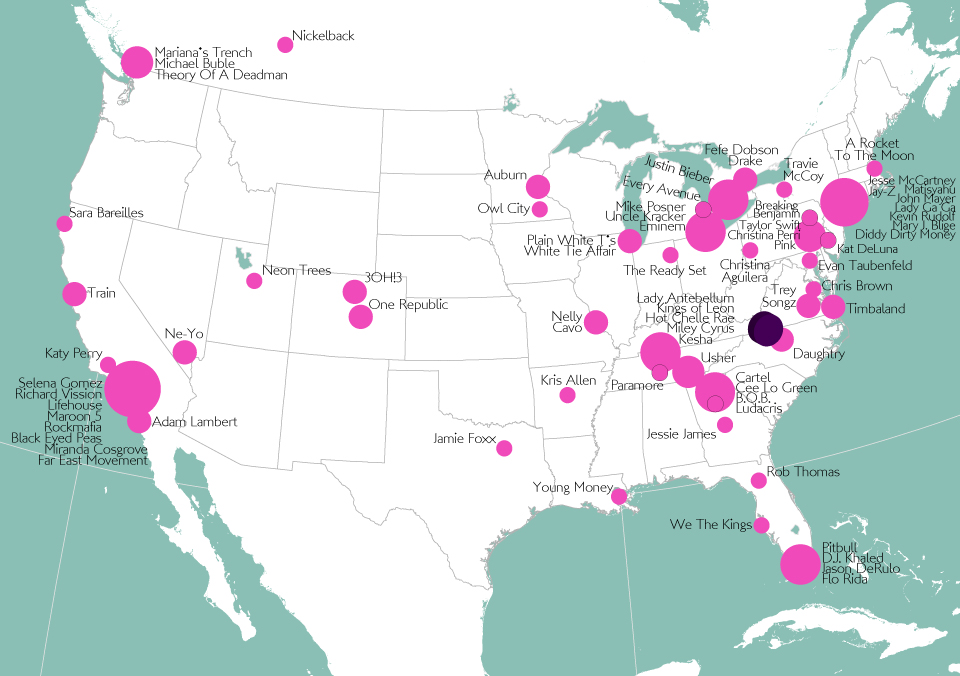 Nickelback
Mariana's Trench
Michael Buble
Theory Of A Deadman
A Rocket
To The Moon
Fefe Dobson
Drake
Travie
McCoy
Justin Bieber
Every Avenue
Auburn
Owl City
Jesse McCartney
Jay-Z Matisyahu
John Mayer
Lady Ga Ga
Kevin Rudolf
Mary J. Blige
Diddy Dirty Money
Mike Posner
Uncle Kracker
Eminem
Breaking
Benjamin
Taylor Swift
Christina Perri
Pink
Kat DeLuna
Sara Bareilles
Plain White T's
White Tie Affair
The Ready Set
Christina
Aguilera
Evan Taubenfeld
Neon Trees
3OH!3
One Republic
Train
Trey
Songz
Chris Brown
Timbaland
Lady Antebellum
Kings of Leon
Hot Chelle Rae
Miley Cyrus
Kesha
Nelly
Cavo
Ne-Yo
Daughtry
Usher
Katy Perry
Selena Gomez
Richard Vission
Lifehouse
Maroon 5
Rockmafia
Black Eyed Peas
Miranda Cosgrove
Far East Movement
Adam Lambert
Kris Allen
Paramore
Cartel
Cee Lo Green
B.O.B.
Ludacris
Jessie James
Jamie Foxx
Young Money
Rob Thomas
We The Kings
Pitbull
D.J. Khaled
Jason DeRulo
Flo Rida